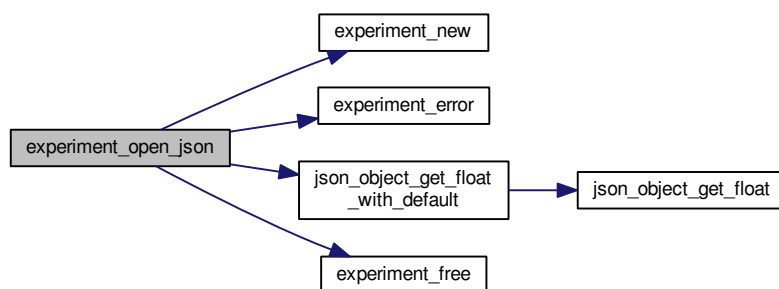 experiment_new
experiment_error
experiment_open_json
json_object_get_float
_with_default
json_object_get_float
experiment_free